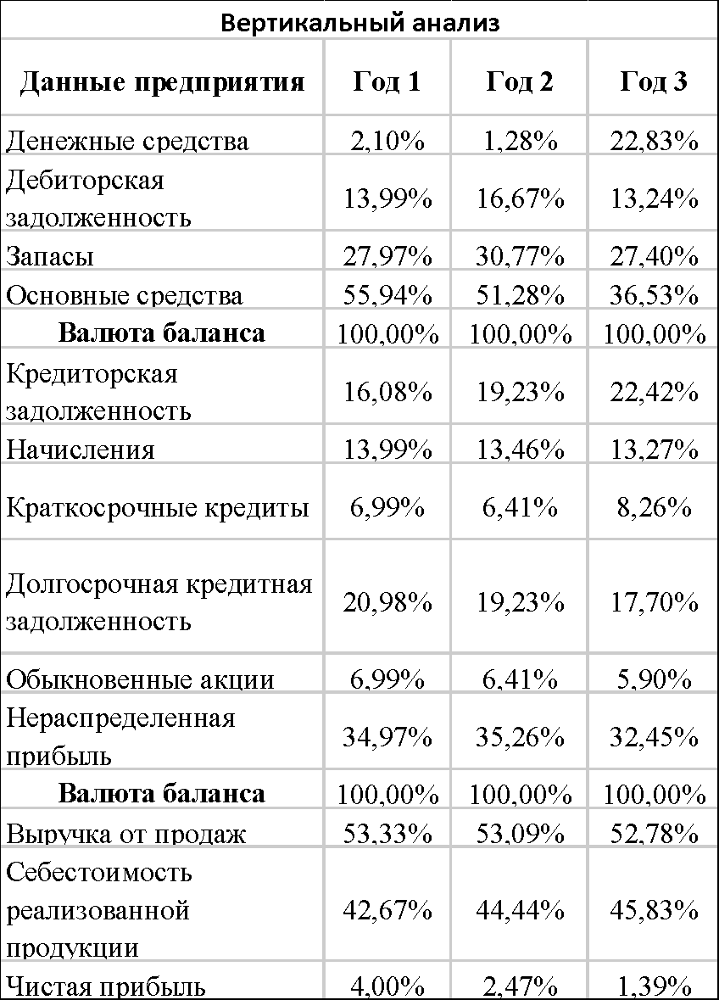 Вертикальный анализ
Данные предприятия Год 1 Год 2 Год 3
Денежные средства 2,10% 1,28% 22,83%
Дебиторская
задолженность 13,99% 16,67% 13,24%
Запасы 27,97% 30,77% 27,40%
Основные средства 55,94% 51,28% 36,53%
Валюта баланса 100,00% 100,00% 100,00%
Кредиторская
задолженность 16,08% 19,23% 22,42%
Начисления 13,99% 13,46% 13,27%
Краткосрочные кредиты 6,99% 6,41% 8,26%
Долгосрочная кредитная
задолженность 20,98% 19,23% 17,70%
Обыкновенные акции 6,99% 6,41% 5,90%
Нераспределенная
прибыль 34,97% 35,26% 32,45%
Валюта баланса 100,00% 100,00% 100,00%
Выручка от продаж 53,33% 53,09% 52,78%
Себестоимость
реализованной
продукции 42,67% 44,44% 45,83%
Чистая прибыль 4,00% 2,47% 1,39%